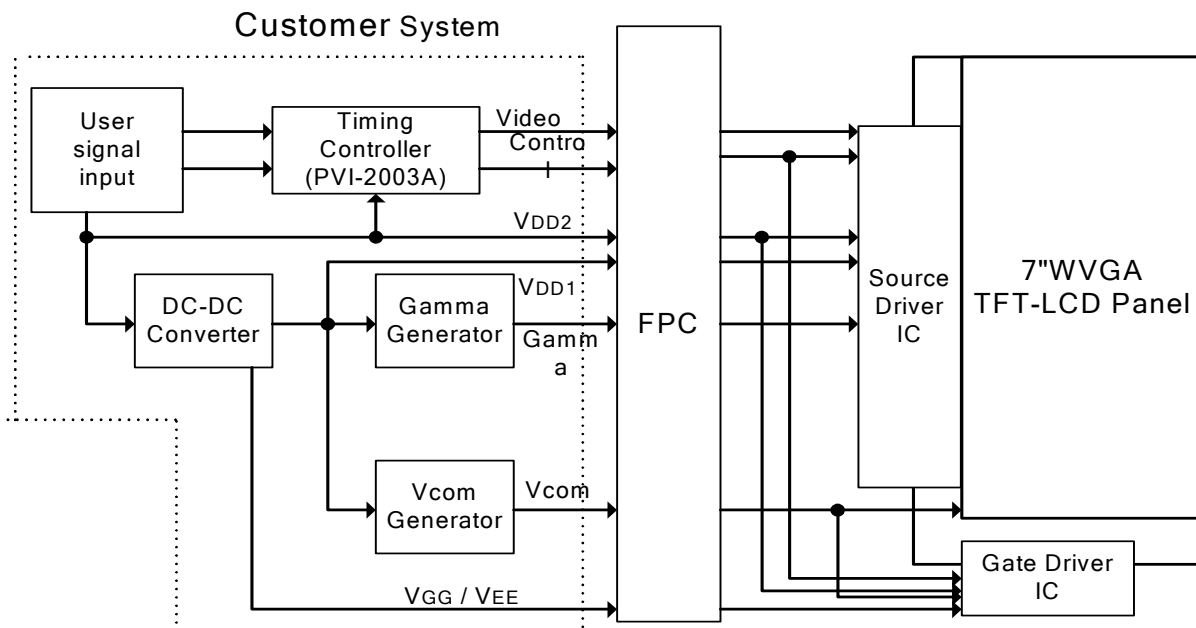 Customer System
User
signal
input
Timing
Controller
(PVI-2003A)
Video
Contro
l
VDD2
DC-DC
Converter
VDD1
Gamma
Generator
Gamm
a
FPC
Source
Driver
IC
7"WVGA
TFT-LCD Panel
Vcom
Generator
Vcom
Gate Driver
IC
VGG / VEE